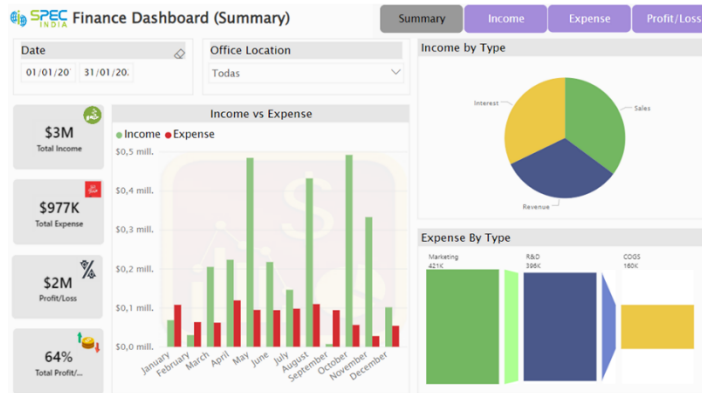 SPEC INDIA Finance Dashboard (Summary)
Summary
Income
Expense
Profit/Loss
Date
01/01/20
31/01/20.
Office Location
Todas
Income by Type
Interest
Sales
Revenue
$3M
Total Income
$977K
Total Expense
$2M
Profit/Loss
64%
Total Profit/...
Income vs Expense
Income
Expense
$0,5 mill.
$0,4 mill.
$0,3 mill.
$0,2 mill.
$0,1 mill.
$0,0 mill.
January
February
March
April
May
June
July
August
September
October
November
December
Expense By Type
Marketing
421K
R&D
396K
COGS
160K